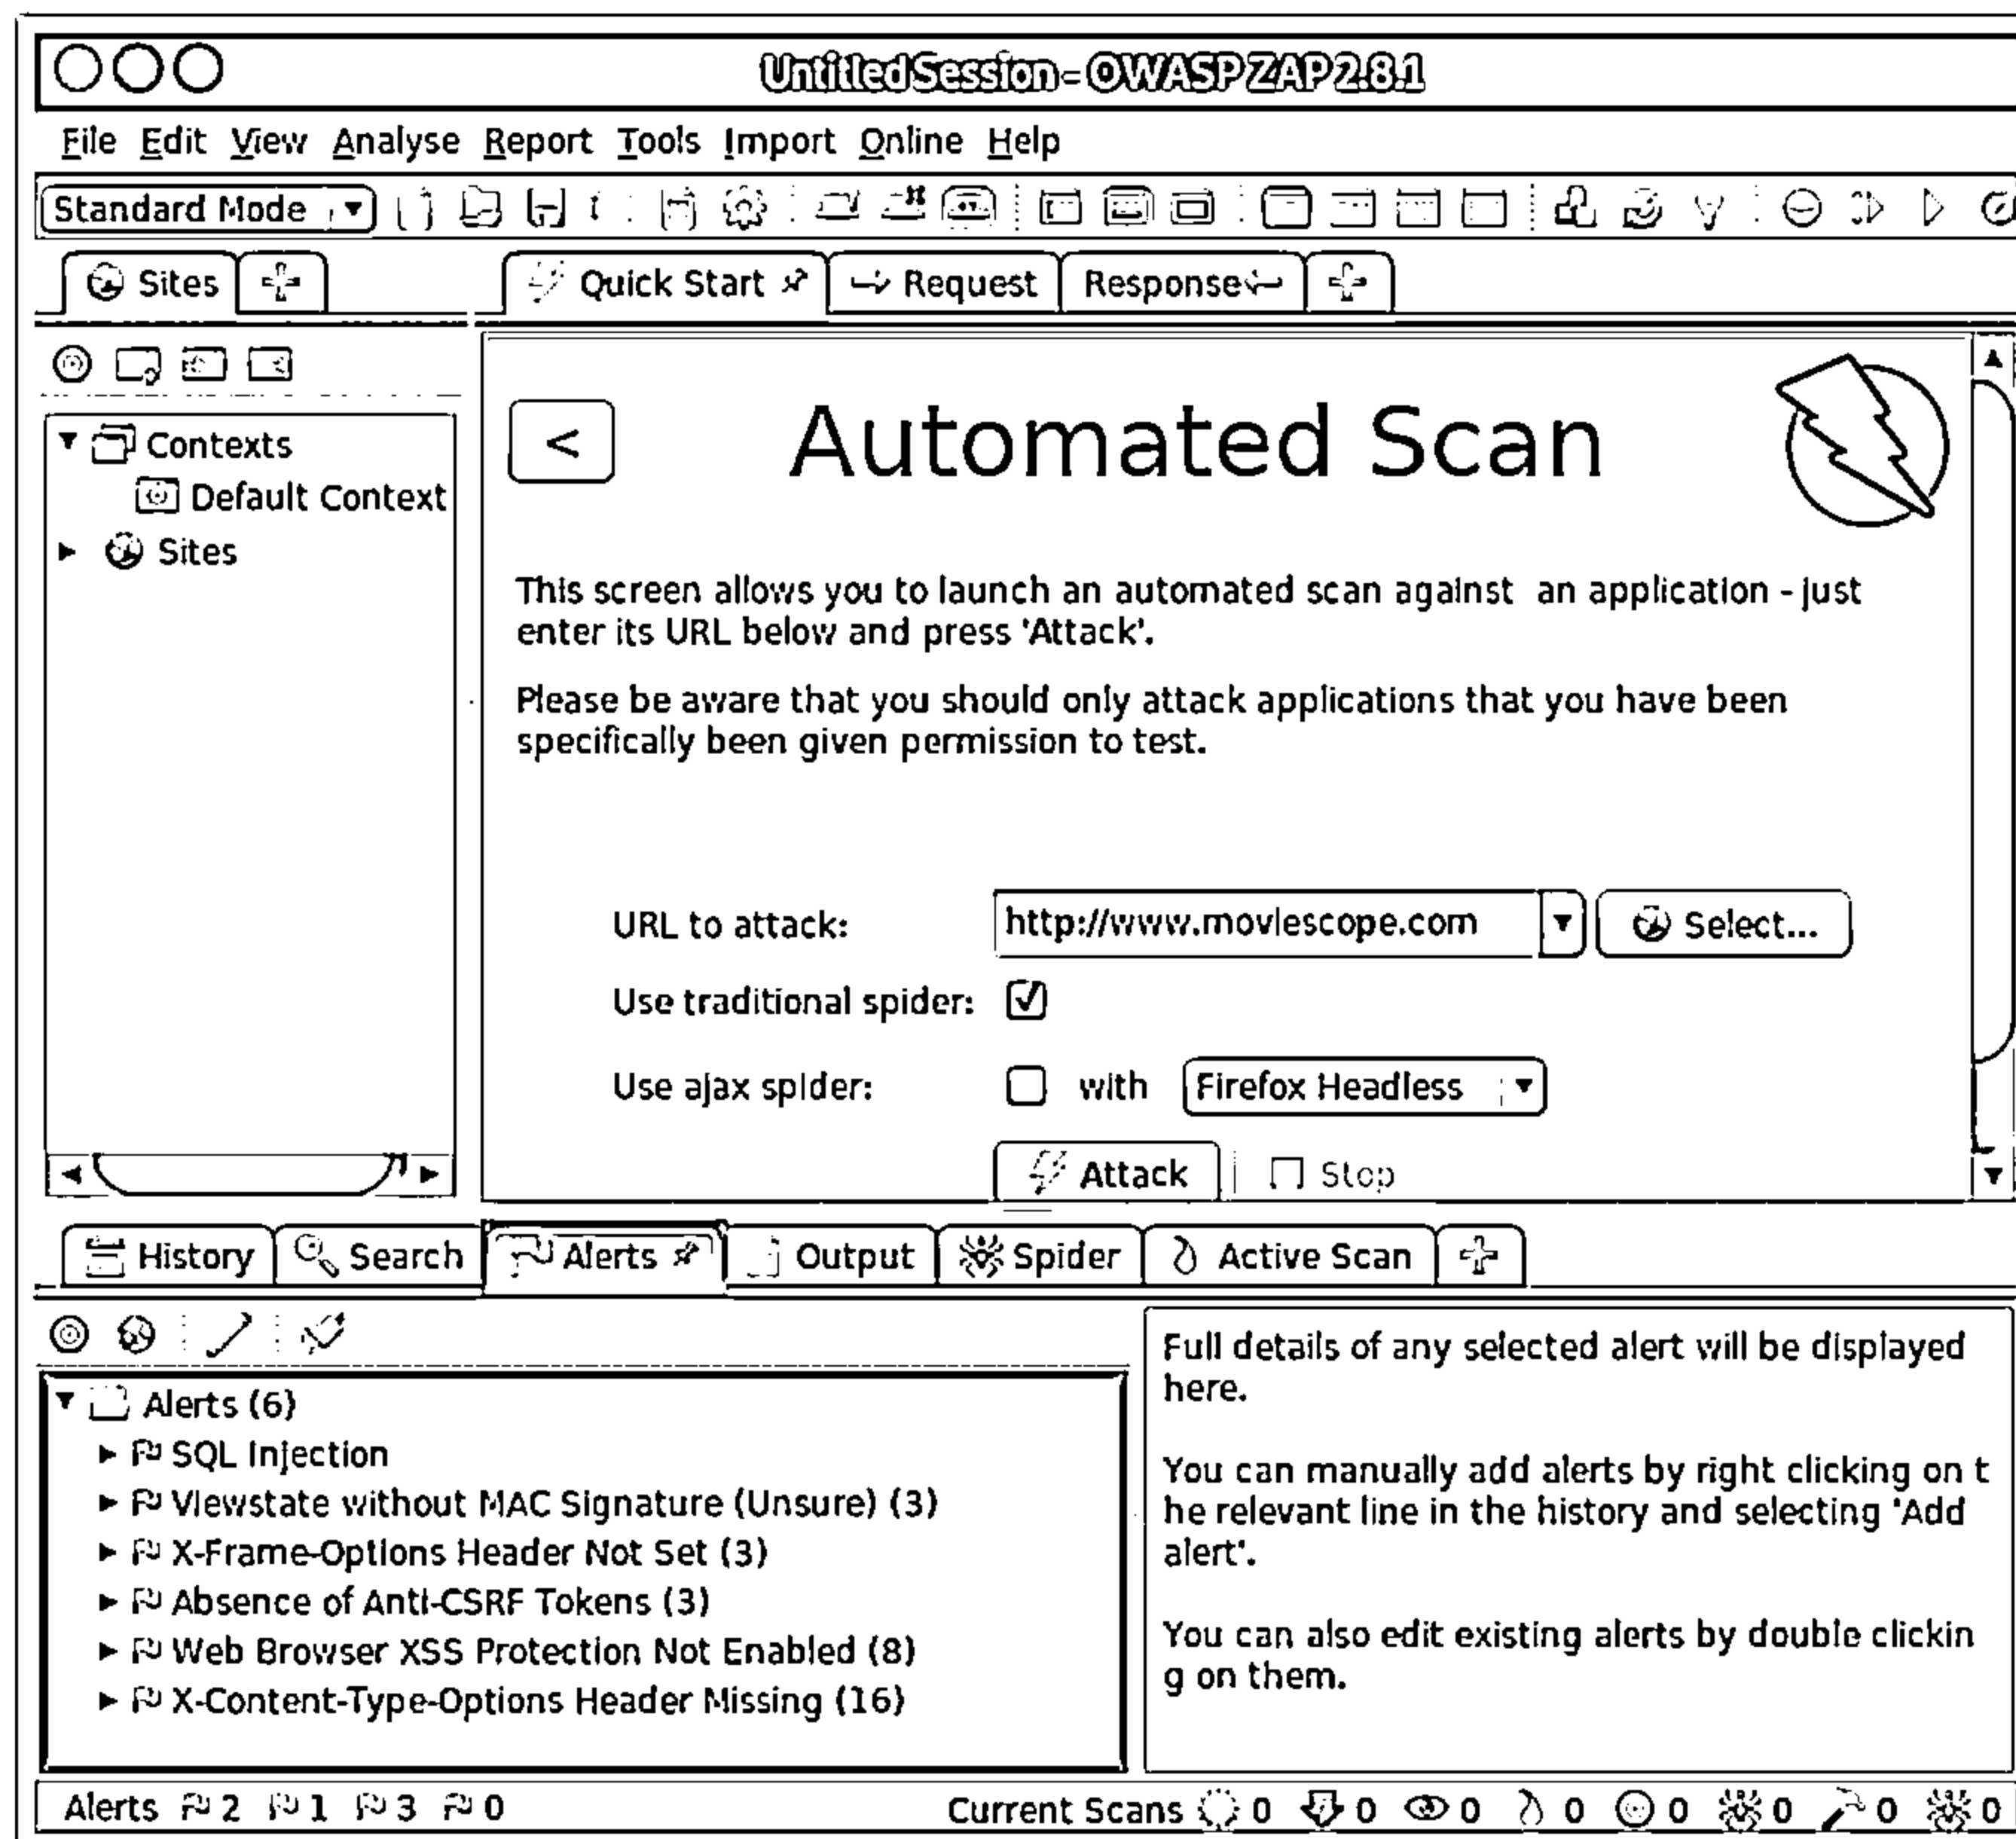 Untitled Session - OWASP ZAP 2.8.1
File Edit View Analyse Report Tools Import Online Help
Standard Mode
Sites
Quick Start Request Response
Contexts
Default Context
Sites
< Automated Scan
This screen allows you to launch an automated scan against an application - just
enter its URL below and press 'Attack'.
Please be aware that you should only attack applications that you have been
specifically been given permission to test.
URL to attack: http://www.moviescope.com Select...
Use traditional spider:
Use ajax spider: with Firefox Headless
Attack Stop
History Search Alerts Output Spider Active Scan
Alerts (6)
SQL Injection
Viewstate without MAC Signature (Unsure) (3)
X-Frame-Options Header Not Set (3)
Absence of Anti-CSRF Tokens (3)
Web Browser XSS Protection Not Enabled (8)
X-Content-Type-Options Header Missing (16)
Full details of any selected alert will be displayed
here.
You can manually add alerts by right clicking on t
he relevant line in the history and selecting 'Add
alert'.
You can also edit existing alerts by double clickin
g on them.
Alerts 2 1 3 0 Current Scans 0 0 0 0 0 0 0 0